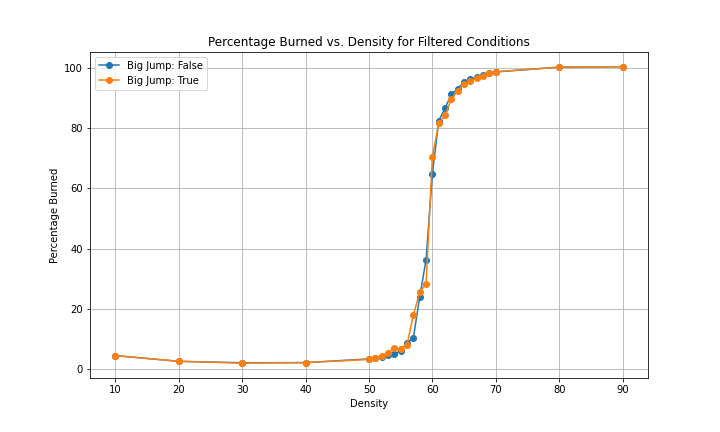 Percentage Burned vs. Density for Filtered Conditions
Big Jump: False
Big Jump: True
100
80
60
40
20
0
Percentage Burned
10 20 30 40 50 60 70 80 90
Density